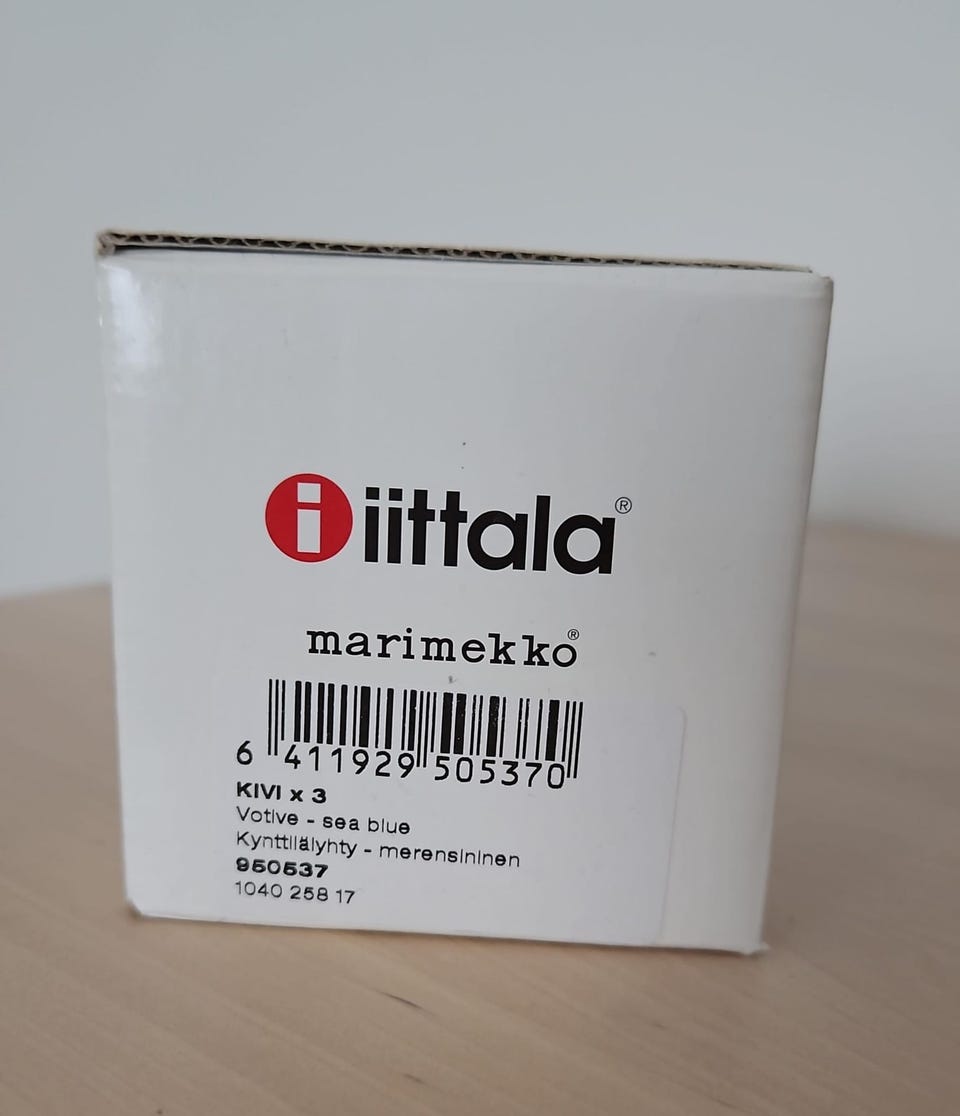 iittala®
marimekko®
6 411929 505370
KIVI x 3
Votive - sea blue
Kynttilälyhty - merensininen
950537
1040 258 17